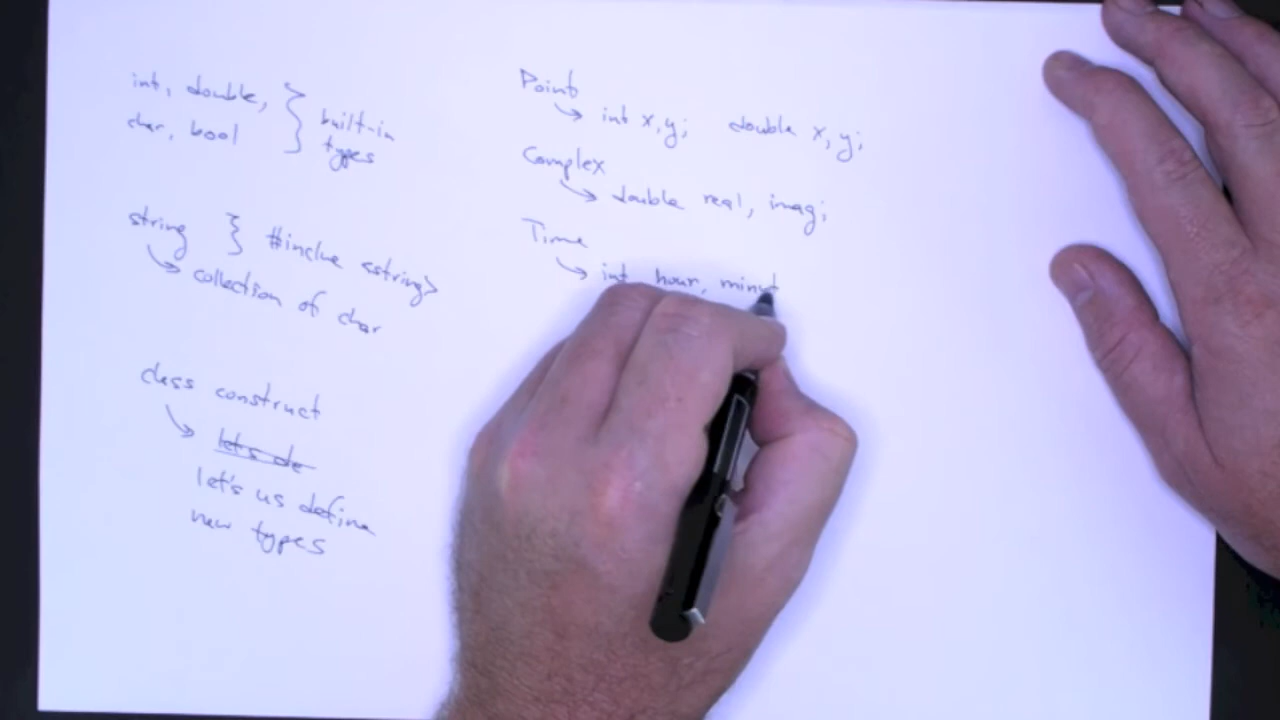 int, double,
char, bool
built-in
types
string } #inclue <string>
collection of char
class construct
let's de
let's us define
new types
Point
int x,y; double x, y;
Complex
double real, imag;
Time
int hour, minut